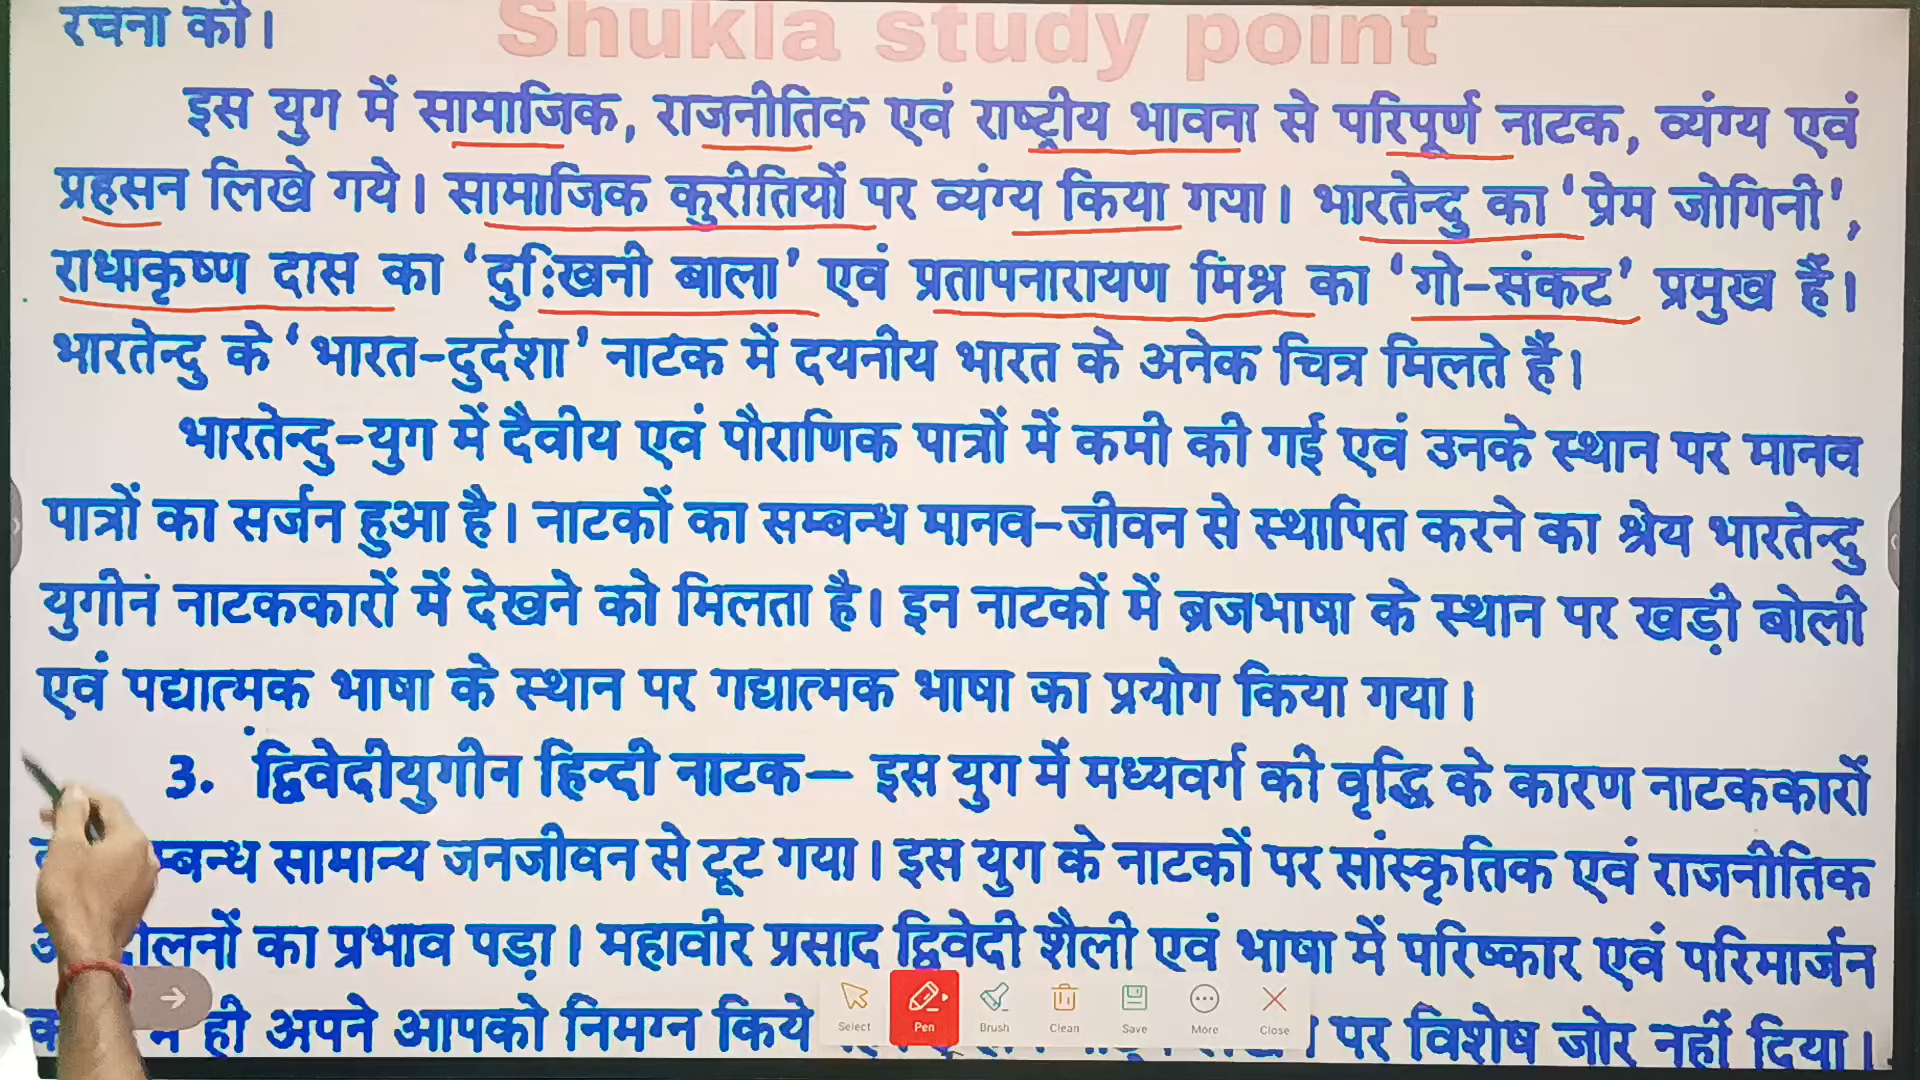 रचना की।
Shukla study point
इस युग में सामाजिक, राजनीतिक एवं राष्ट्रीय भावना से परिपूर्ण नाटक, व्यंग्य एवं
प्रहसन लिखे गये। सामाजिक कुरीतियों पर व्यंग्य किया गया। भारतेन्दु का ‘प्रेम जोगिनी’,
राधाकृष्ण दास का ‘दुःखिनी बाला’ एवं प्रतापनारायण मिश्र का ‘गो-संकट’ प्रमुख हैं।
भारतेन्दु के ‘भारत-दुर्दशा’ नाटक में दयनीय भारत के अनेक चित्र मिलते हैं।
भारतेन्दु-युग में दैवीय एवं पौराणिक पात्रों में कमी की गई एवं उनके स्थान पर मानव
पात्रों का सर्जन हुआ है। नाटकों का सम्बन्ध मानव-जीवन से स्थापित करने का श्रेय भारतेन्दु
युगीन नाटककारों में देखने को मिलता है। इन नाटकों में ब्रजभाषा के स्थान पर खड़ी बोली
एवं पद्यात्मक भाषा के स्थान पर गद्यात्मक भाषा का प्रयोग किया गया।
3. द्विवेदीयुगीन हिन्दी नाटक— इस युग में मध्यवर्ग की वृद्धि के कारण नाटककारों
म्बन्ध सामान्य जनजीवन से टूट गया। इस युग के नाटकों पर सांस्कृतिक एवं राजनीतिक
का प्रभाव पड़ा। महावीर प्रसाद द्विवेदी शैली एवं भाषा में परिष्कार एवं परिमार्जन
ही अपने आपको निमग्न किये पर विशेष जोर नहीं दिया।
Select Pen Brush Clean Save More Close